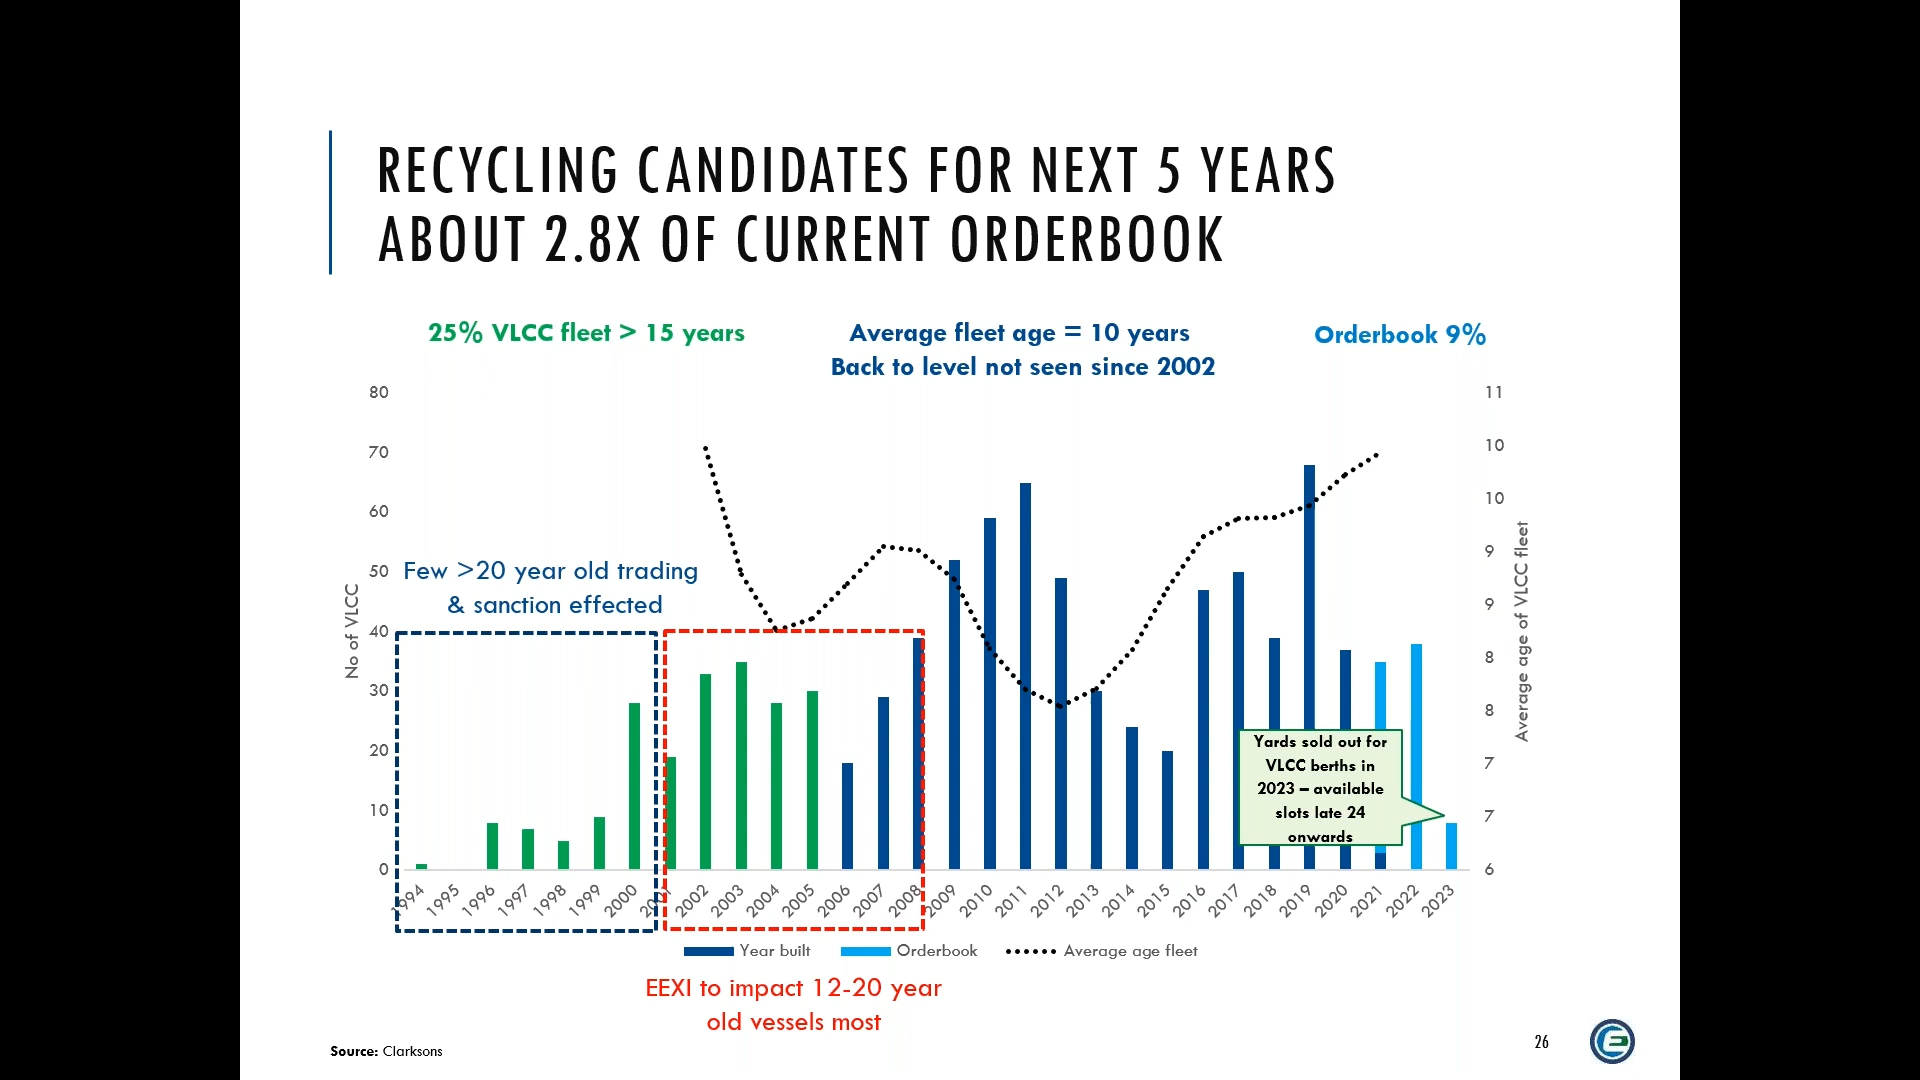 RECYCLING CANDIDATES FOR NEXT 5 YEARS
ABOUT 2.8X OF CURRENT ORDERBOOK
25% VLCC fleet > 15 years
Average fleet age = 10 years
Back to level not seen since 2002
Orderbook 9%
80
70
60
50
40
30
20
10
0
No of VLCC
Few >20 year old trading
& sanction effected
11
10
10
9
9
8
8
7
7
6
Average age of VLCC fleet
Yards sold out for
VLCC berths in
2023 – available
slots late 24
onwards
1994
1995
1996
1997
1998
1999
2000
2001
2002
2003
2004
2005
2006
2007
2008
2009
2010
2011
2012
2013
2014
2015
2016
2017
2018
2019
2020
2021
2022
2023
Year built
Orderbook
Average age fleet
EEXI to impact 12-20 year
old vessels most
Source: Clarksons
26
E